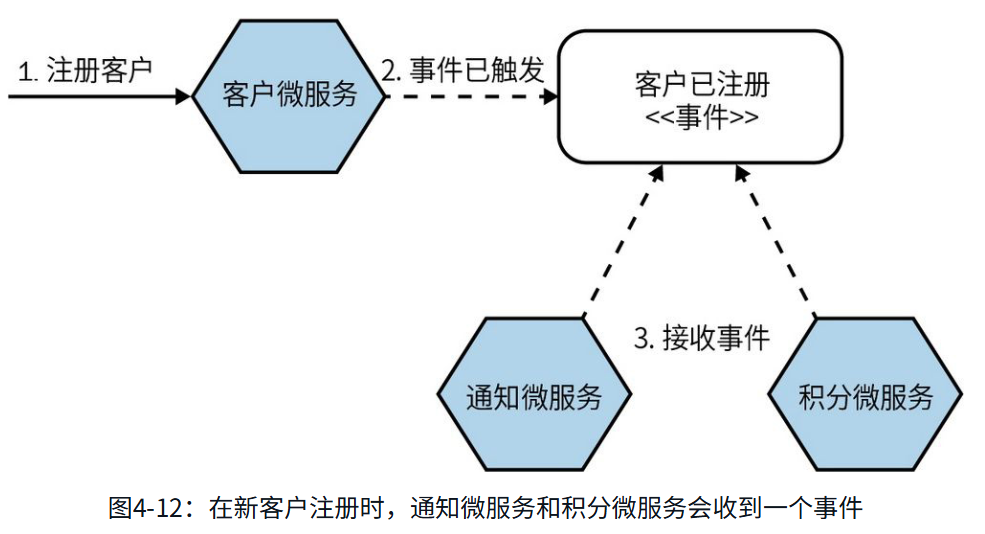 1. 注册客户
客户微服务
2. 事件已触发
客户已注册
<<事件>>
3. 接收事件
通知微服务
积分微服务
图4-12：在新客户注册时，通知微服务和积分微服务会收到一个事件